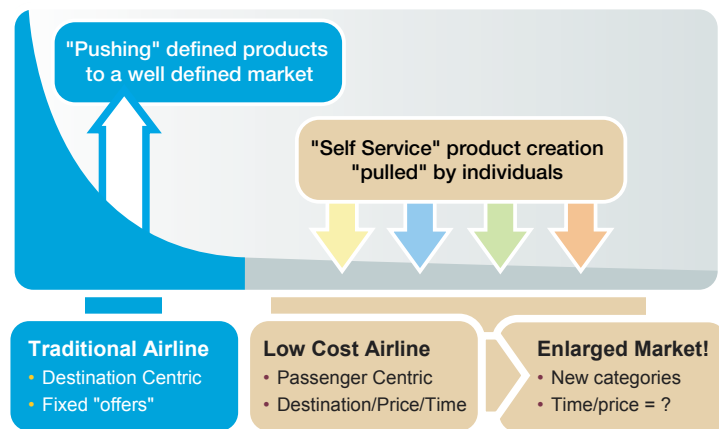 "Pushing" defined products
to a well defined market
"Self Service" product creation
"pulled" by individuals
Traditional Airline
• Destination Centric
• Fixed "offers"
Low Cost Airline
• Passenger Centric
• Destination/Price/Time
Enlarged Market!
• New categories
• Time/price = ?